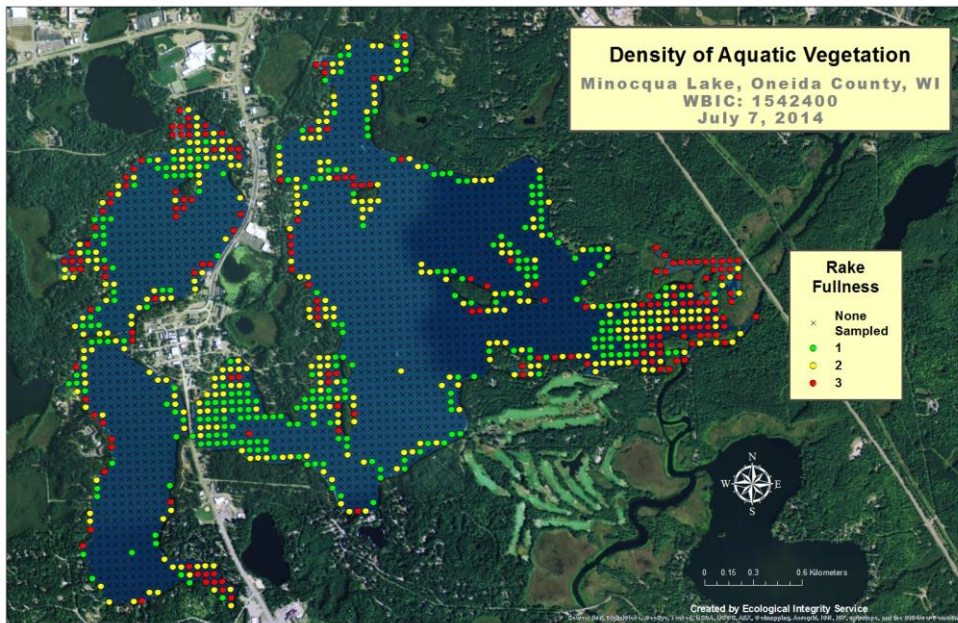 Density of Aquatic Vegetation
Minocqua Lake, Oneida County, WI
WBIC: 1542400
July 7, 2014
Rake
Fullness
None
Sampled
1
2
3
N
W E
S
0 0.15 0.3 0.6 Kilometers
Created by Ecological Integrity Service